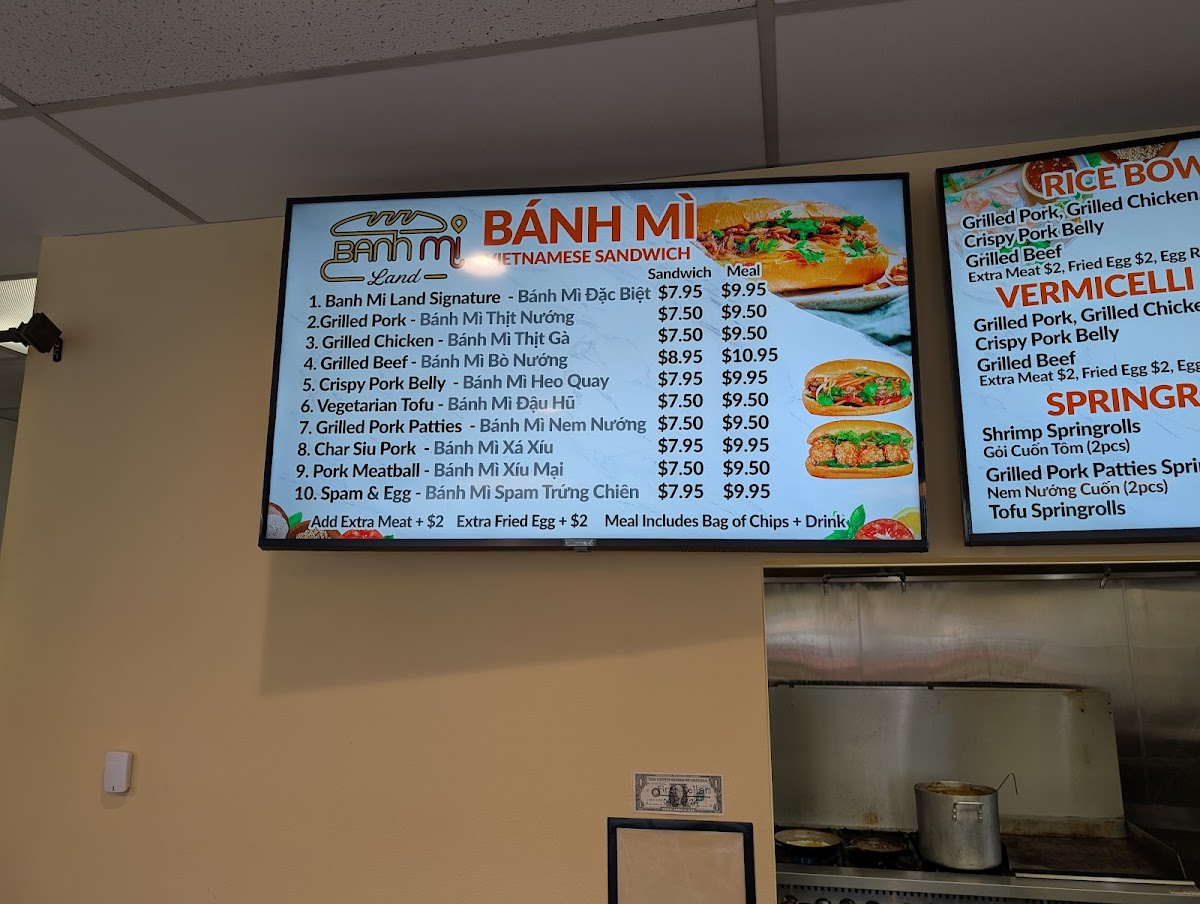 BANH MI
Land
BÁNH MÌ
VIETNAMESE SANDWICH
Sandwich Meal
1. Banh Mi Land Signature - Bánh Mì Đặc Biệt $7.95 $9.95
2.Grilled Pork - Bánh Mì Thịt Nướng $7.50 $9.50
3. Grilled Chicken - Bánh Mì Thịt Gà $7.50 $9.50
4. Grilled Beef - Bánh Mì Bò Nướng $8.95 $10.95
5. Crispy Pork Belly - Bánh Mì Heo Quay $7.95 $9.95
6. Vegetarian Tofu - Bánh Mì Đậu Hũ $7.50 $9.50
7. Grilled Pork Patties - Bánh Mì Nem Nướng $7.50 $9.50
8. Char Siu Pork - Bánh Mì Xá Xíu $7.95 $9.95
9. Pork Meatball - Bánh Mì Xíu Mại $7.50 $9.50
10. Spam & Egg - Bánh Mì Spam Trứng Chiên $7.95 $9.95
Add Extra Meat + $2 Extra Fried Egg + $2 Meal Includes Bag of Chips + Drink
RICE BOW
Grilled Pork, Grilled Chicken
Crispy Pork Belly
Grilled Beef
Extra Meat $2, Fried Egg $2, Egg R
VERMICELLI
Grilled Pork, Grilled Chicke
Crispy Pork Belly
Grilled Beef
Extra Meat $2, Fried Egg $2, Egg
SPRINGR
Shrimp Springrolls
Gỏi Cuốn Tôm (2pcs)
Grilled Pork Patties Sprin
Nem Nướng Cuốn (2pcs)
Tofu Springrolls